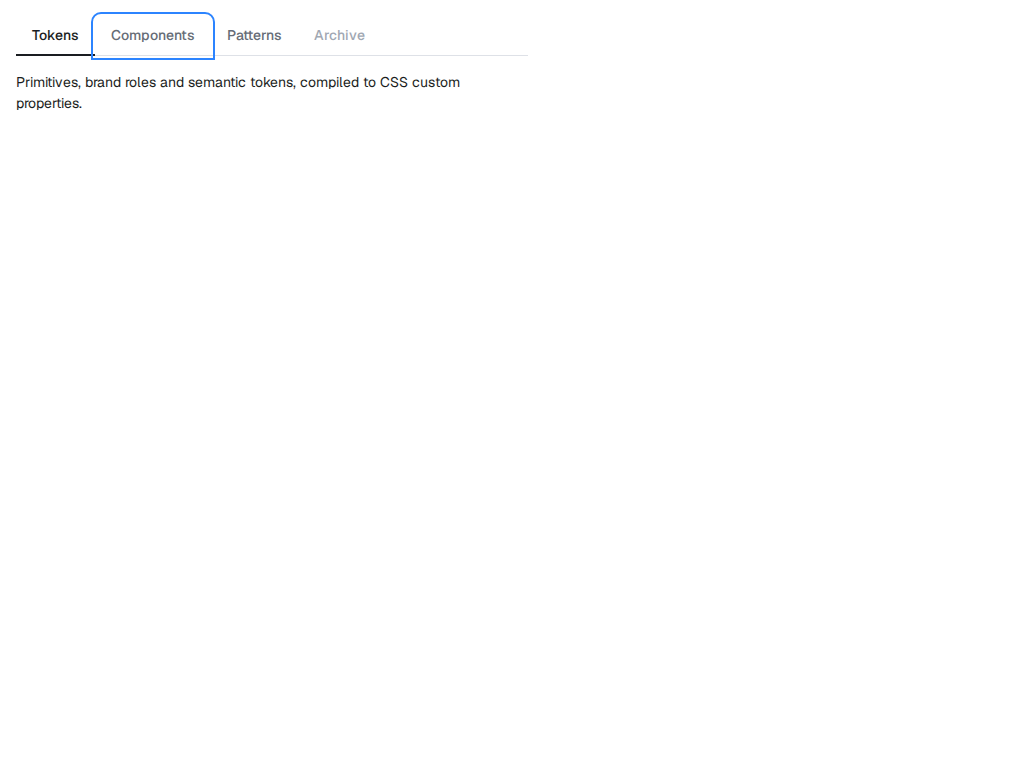 Tokens Components Patterns Archive
Primitives, brand roles and semantic tokens, compiled to CSS custom
properties.